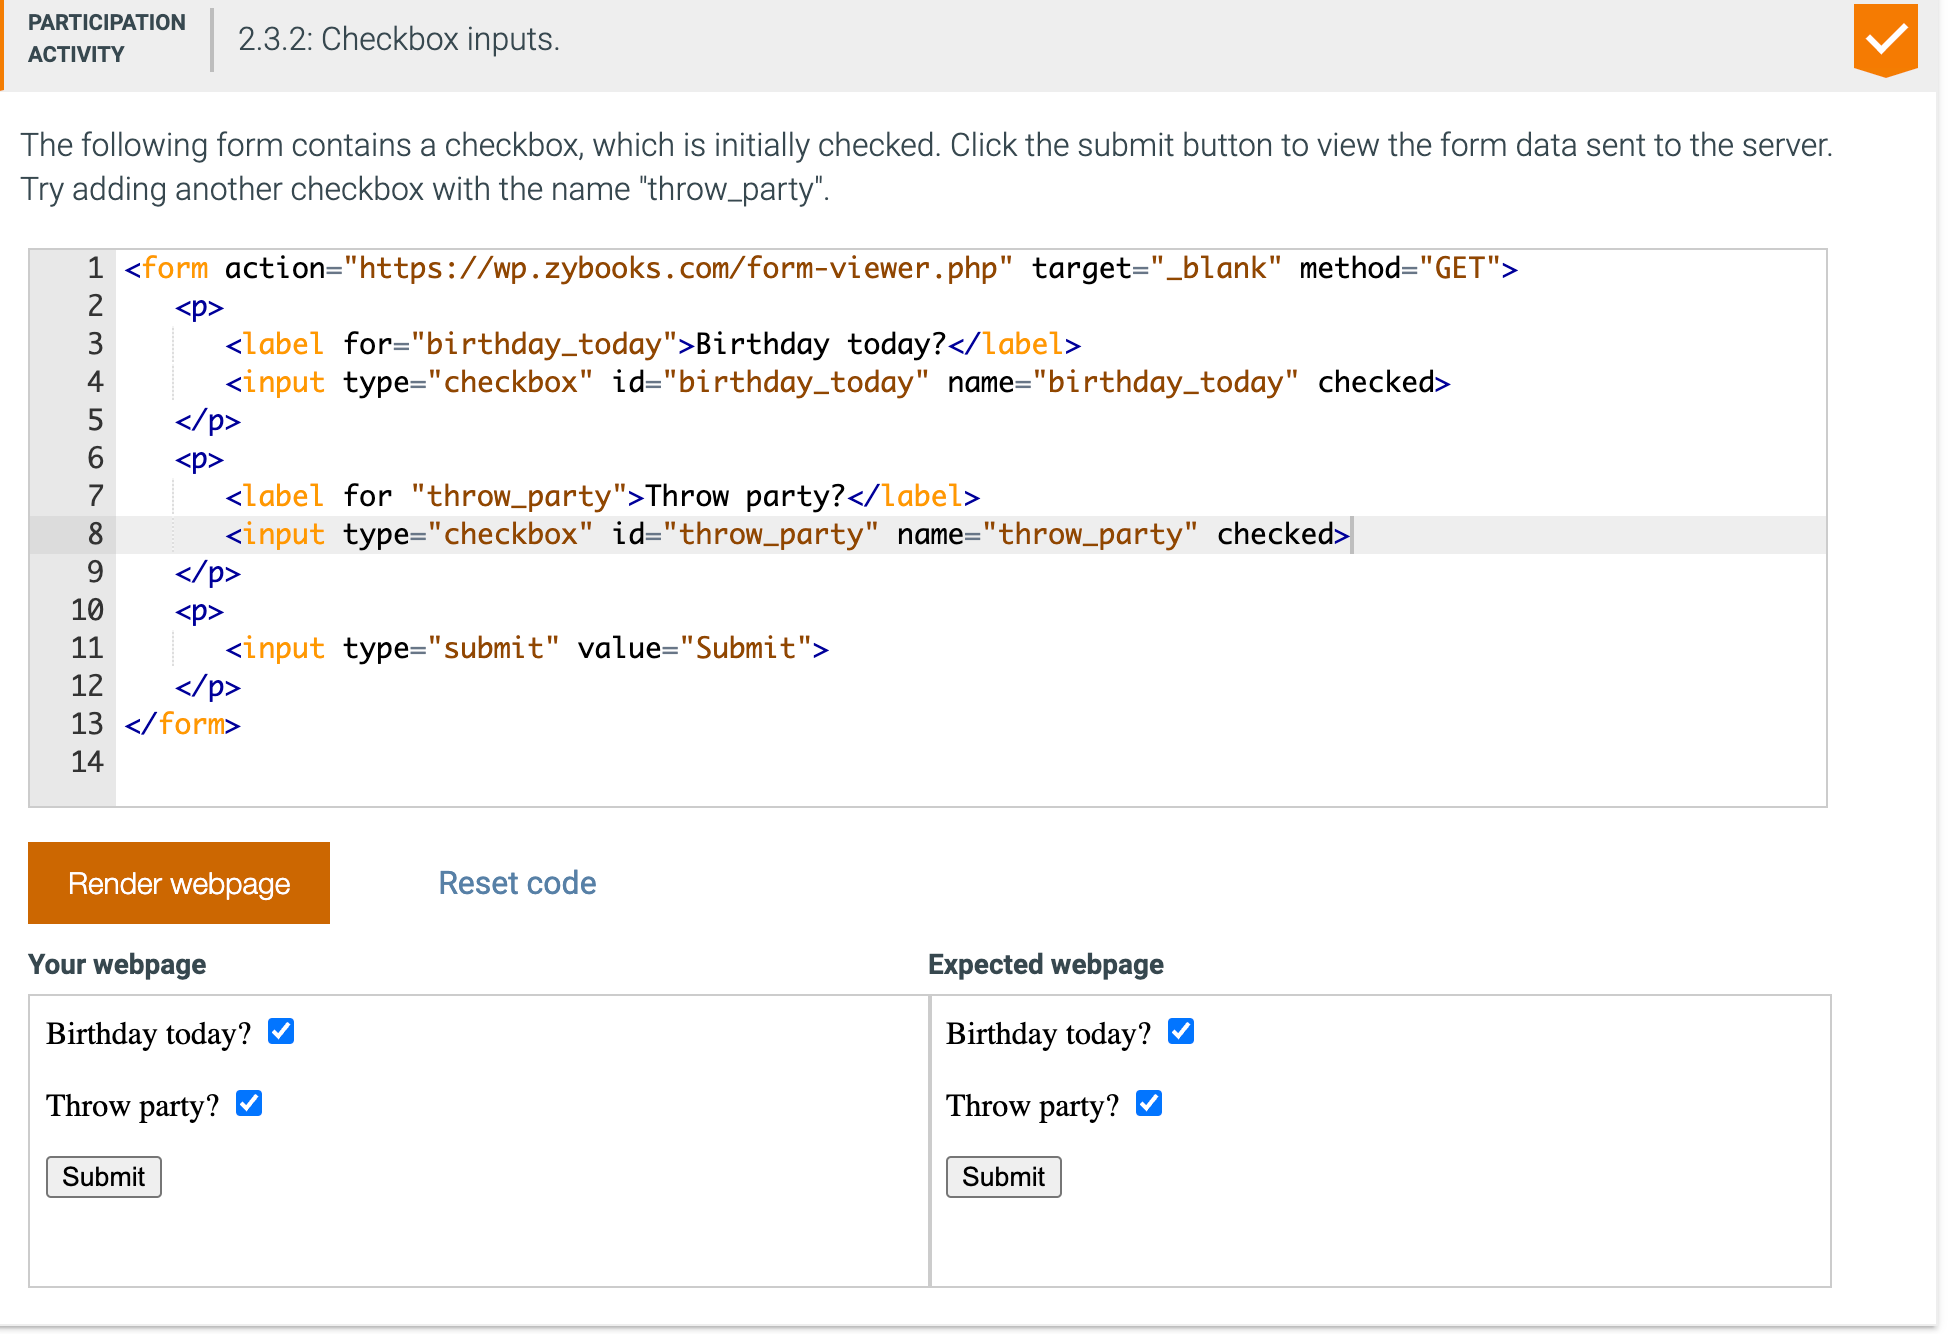 PARTICIPATION
ACTIVITY
2.3.2: Checkbox inputs.
The following form contains a checkbox, which is initially checked. Click the submit button to view the form data sent to the server.
Try adding another checkbox with the name "throw_party".
1 <form action="https://wp.zybooks.com/form-viewer.php" target="_blank" method="GET">
2    <p>
3       <label for="birthday_today">Birthday today?</label>
4       <input type="checkbox" id="birthday_today" name="birthday_today" checked>
5    </p>
6    <p>
7       <label for "throw_party">Throw party?</label>
8       <input type="checkbox" id="throw_party" name="throw_party" checked>
9    </p>
10    <p>
11       <input type="submit" value="Submit">
12    </p>
13 </form>
14
Render webpage
Reset code
Your webpage
Birthday today?
Throw party?
Submit
Expected webpage
Birthday today?
Throw party?
Submit